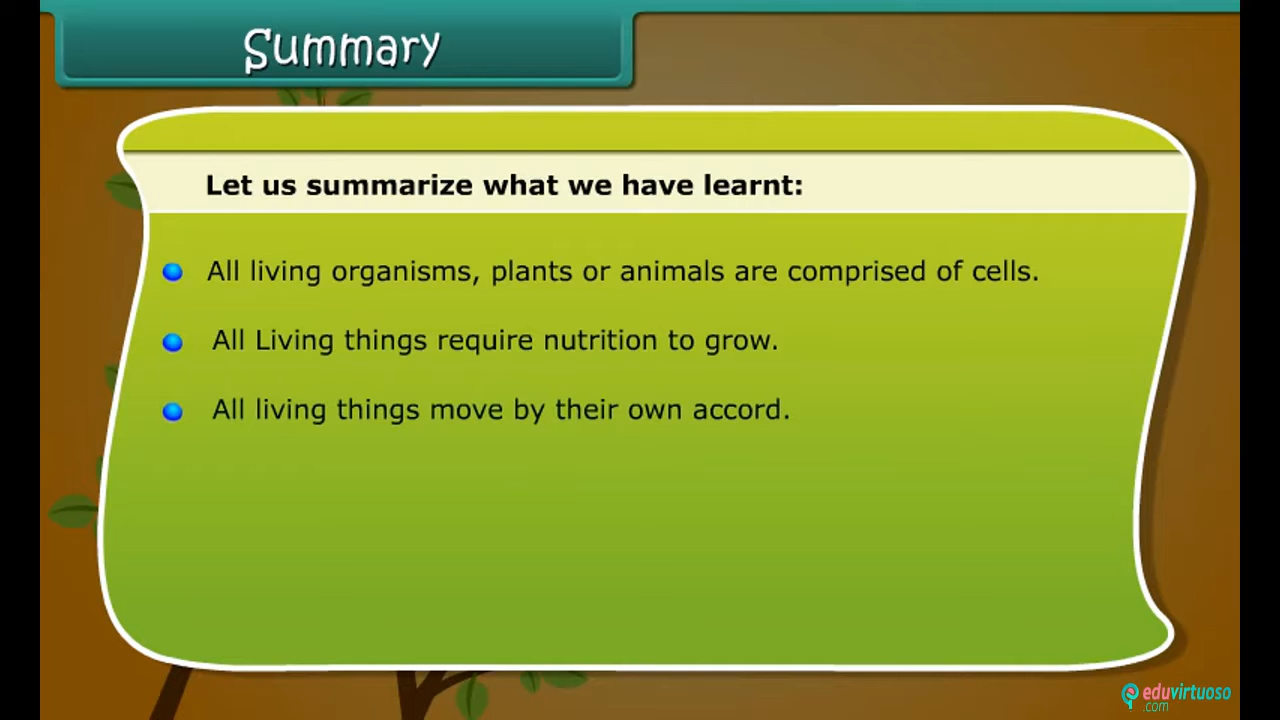 Summary
Let us summarize what we have learnt:
All living organisms, plants or animals are comprised of cells.
All Living things require nutrition to grow.
All living things move by their own accord.
eduvirtuoso
.com